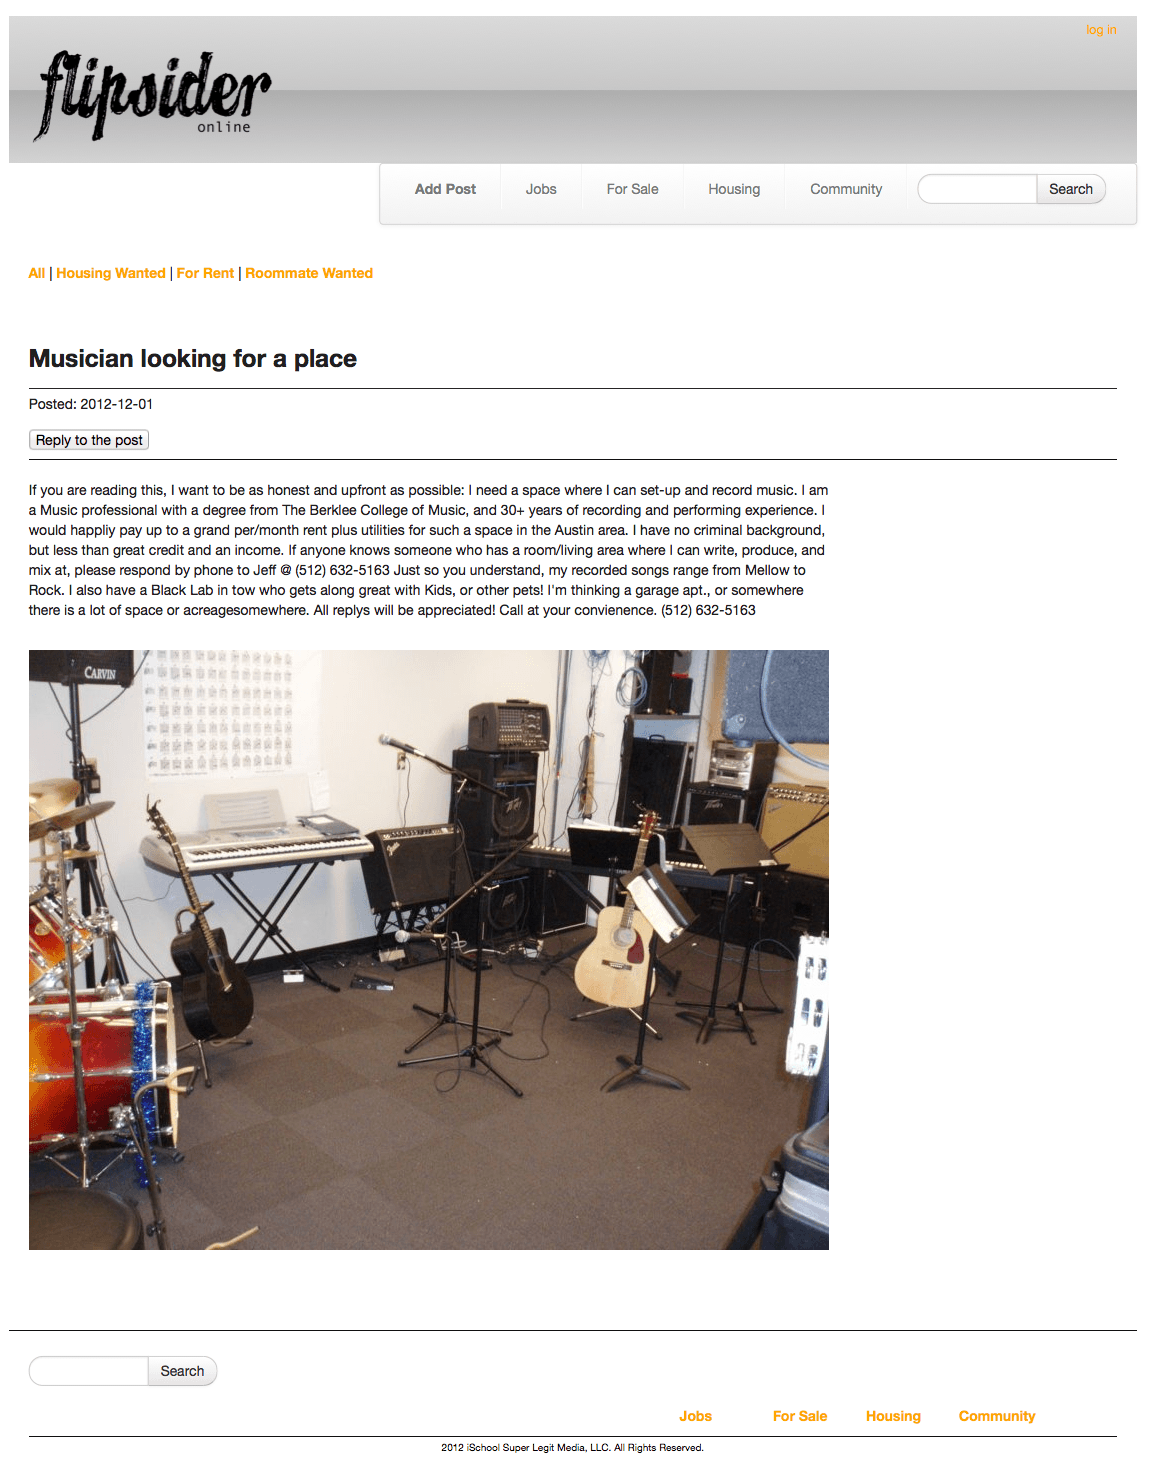 log in
flipsider
online
Add Post Jobs For Sale Housing Community Search
All | Housing Wanted | For Rent | Roommate Wanted
Musician looking for a place
Posted: 2012-12-01
Reply to the post
If you are reading this, I want to be as honest and upfront as possible: I need a space where I can set-up and record music. I am
a Music professional with a degree from The Berklee College of Music, and 30+ years of recording and performing experience. I
would happliy pay up to a grand per/month rent plus utilities for such a space in the Austin area. I have no criminal background,
but less than great credit and an income. If anyone knows someone who has a room/living area where I can write, produce, and
mix at, please respond by phone to Jeff @ (512) 632-5163 Just so you understand, my recorded songs range from Mellow to
Rock. I also have a Black Lab in tow who gets along great with Kids, or other pets! I'm thinking a garage apt., or somewhere
there is a lot of space or acreagesomewhere. All replys will be appreciated! Call at your convienence. (512) 632-5163
CARVIN
PEAVEY
Fender
Search
Jobs For Sale Housing Community
2012 iSchool Super Legit Media, LLC. All Rights Reserved.